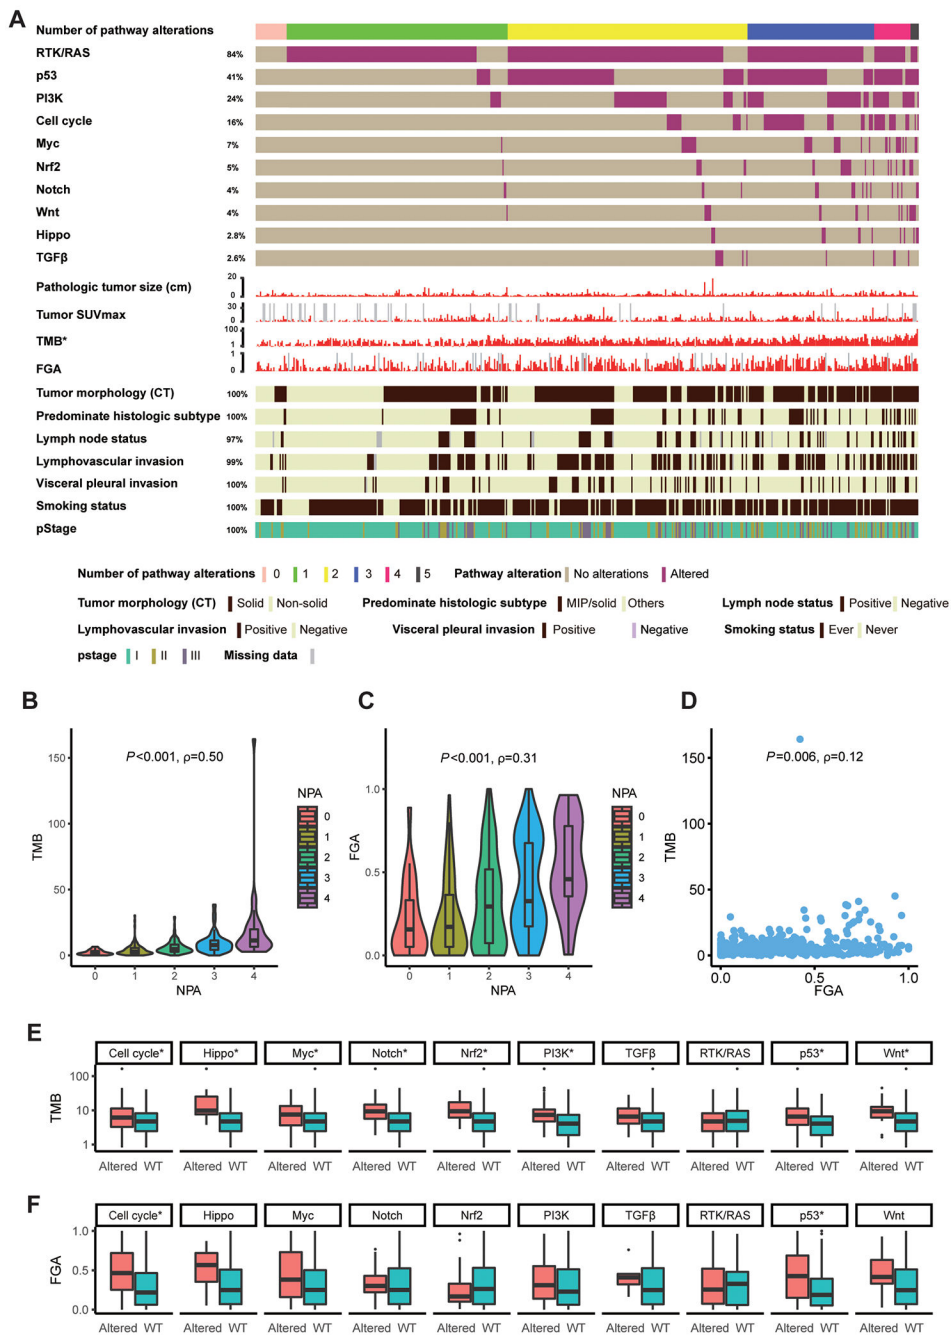 A
Number of pathway alterations
RTK/RAS 84%
p53 41%
PI3K 24%
Cell cycle 16%
Myc 7%
Nrf2 5%
Notch 4%
Wnt 4%
Hippo 2.8%
TGFβ 2.6%
Pathologic tumor size (cm) 20 0
Tumor SUVmax 30 0
TMB* 100 1
FGA 1 0
Tumor morphology (CT) 100%
Predominate histologic subtype 100%
Lymph node status 97%
Lymphovascular invasion 99%
Visceral pleural invasion 100%
Smoking status 100%
pStage 100%
Number of pathway alterations 0 1 2 3 4 5 Pathway alteration No alterations Altered
Tumor morphology (CT) Solid Non-solid Predominate histologic subtype MIP/solid Others Lymph node status Positive Negative
Lymphovascular invasion Positive Negative Visceral pleural invasion Positive Negative Smoking status Ever Never
pstage I II III Missing data
B
P<0.001, ρ=0.50
TMB
150
100
50
0
0 1 2 3 4
NPA
NPA
0
1
2
3
4
C
P<0.001, ρ=0.31
FGA
1.0
0.5
0.0
0 1 2 3 4
NPA
NPA
0
1
2
3
4
D
P=0.006, ρ=0.12
TMB
150
100
50
0
0.0 0.5 1.0
FGA
E
Cell cycle* Hippo* Myc* Notch* Nrf2* PI3K* TGFβ RTK/RAS p53* Wnt*
TMB
100
10
1
Altered WT Altered WT Altered WT Altered WT Altered WT Altered WT Altered WT Altered WT Altered WT Altered WT
F
Cell cycle* Hippo Myc Notch Nrf2 PI3K TGFβ RTK/RAS p53* Wnt
FGA
1.0
0.5
0.0
Altered WT Altered WT Altered WT Altered WT Altered WT Altered WT Altered WT Altered WT Altered WT Altered WT